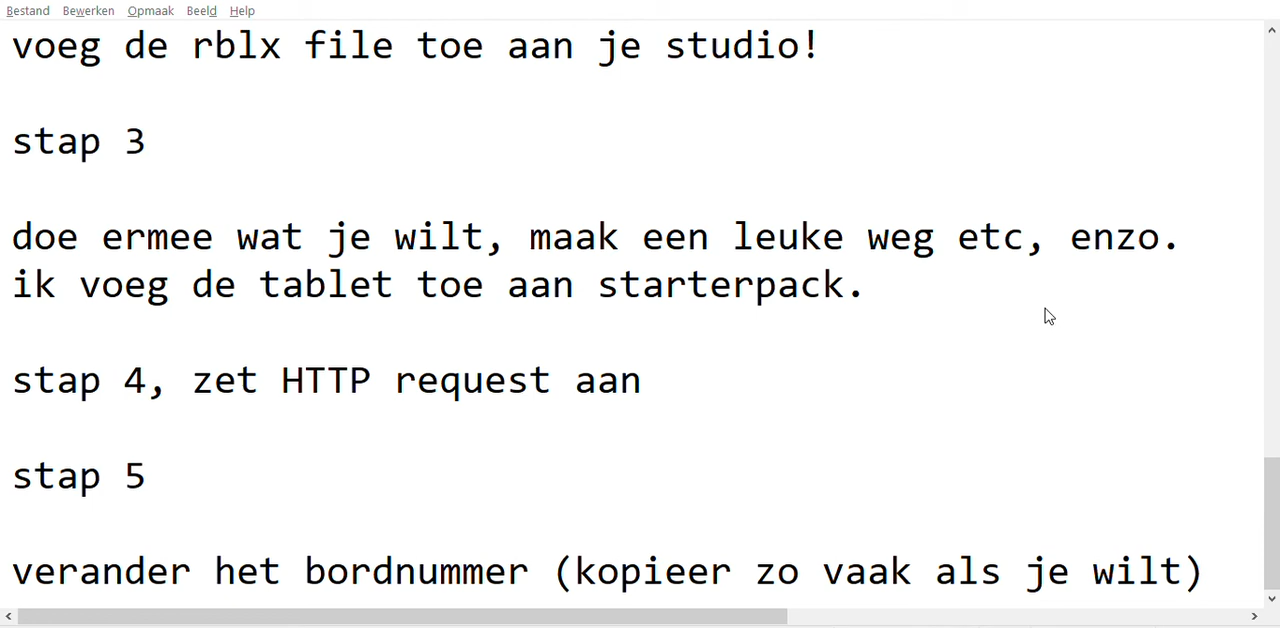 Bestand Bewerken Opmaak Beeld Help
voeg de rblx file toe aan je studio!
stap 3
doe ermee wat je wilt, maak een leuke weg etc, enzo.
ik voeg de tablet toe aan starterpack.
stap 4, zet HTTP request aan
stap 5
verander het bordnummer (kopieer zo vaak als je wilt)